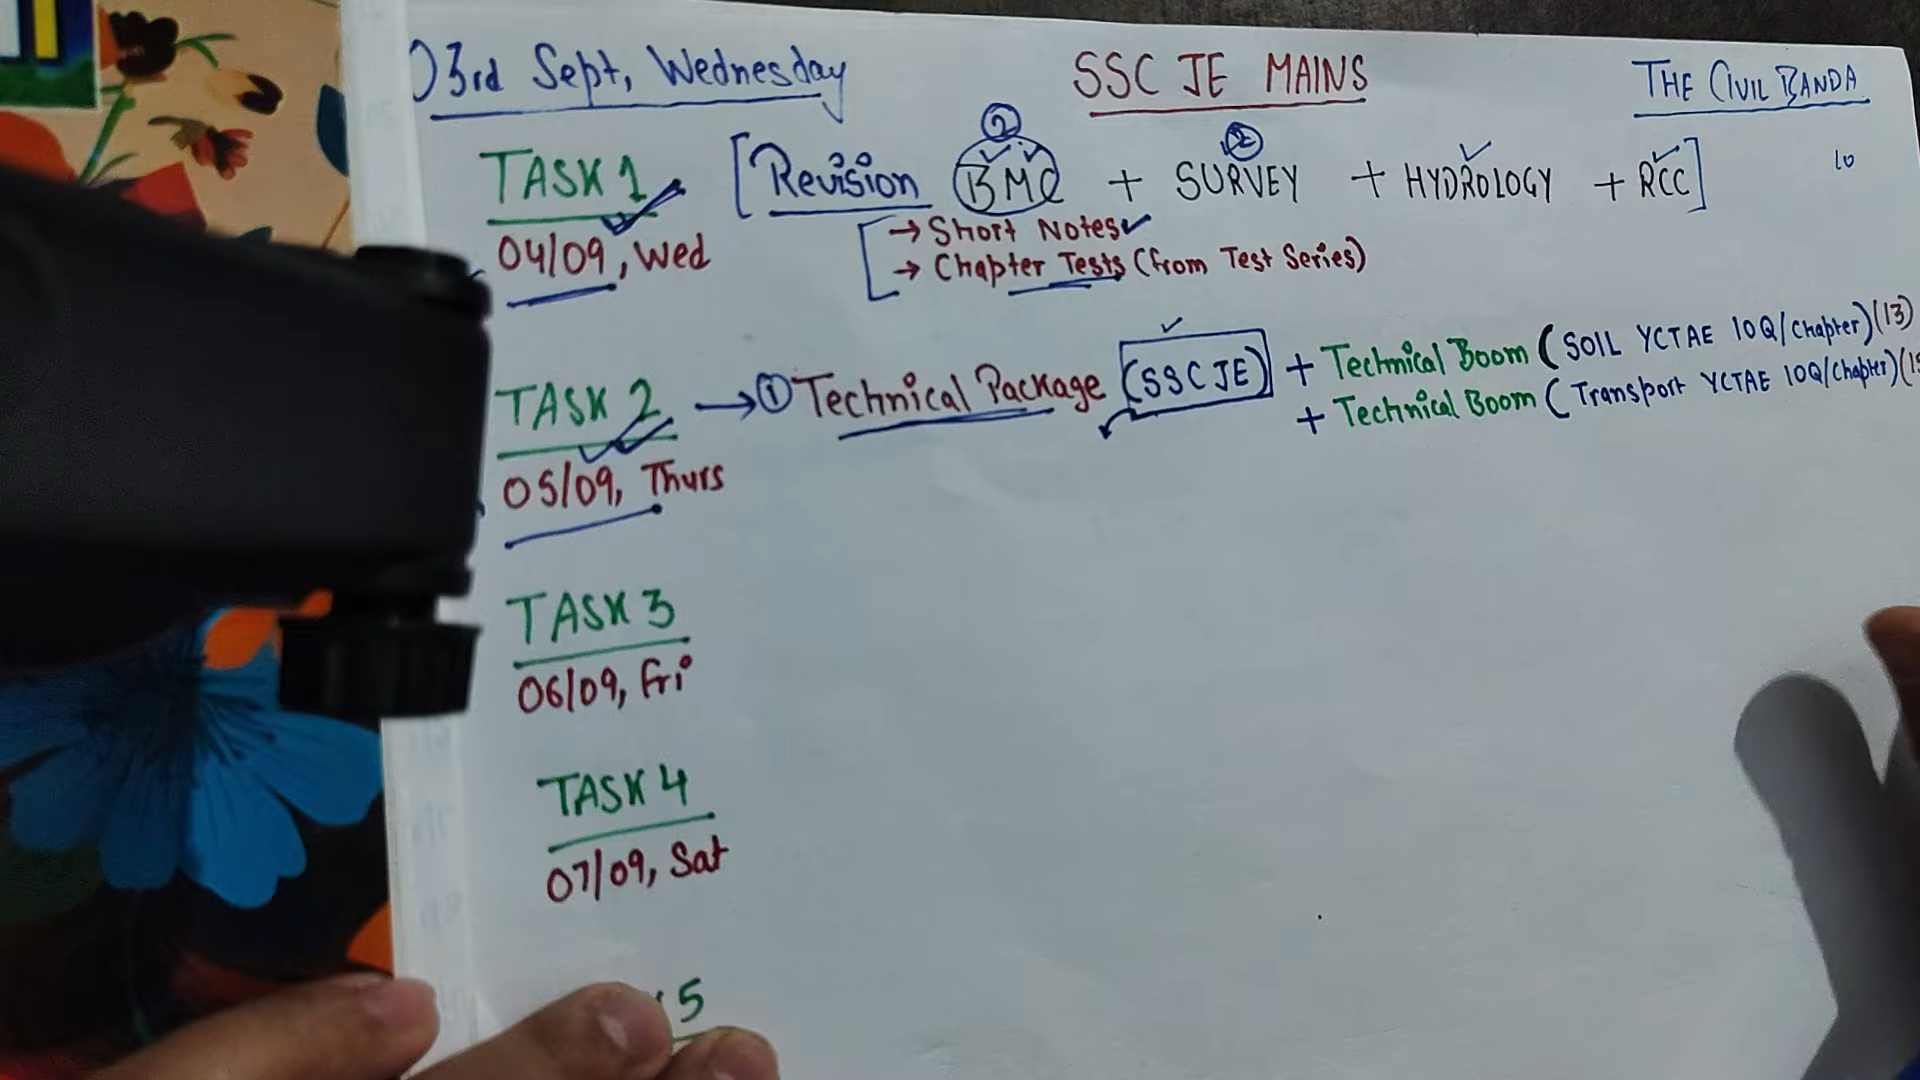 03rd Sept, Wednesday SSC JE MAINS THE CIVIL BANDA
TASK 1 [Revision BMC + SURVEY + HYDROLOGY + RCC] 10
2
→ Short Notes
04/09, Wed
→ Chapter Tests (from Test Series)
TASK 2 → 1 Technical Package (SSC JE) + Technical Boom (SOIL YCTAE 10Q/Chapter) (13)
+ Technical Boom (Transport YCTAE 10Q/Chapter)
05/09, Thurs
TASK 3
06/09, Fri
TASK 4
07/09, Sat
5